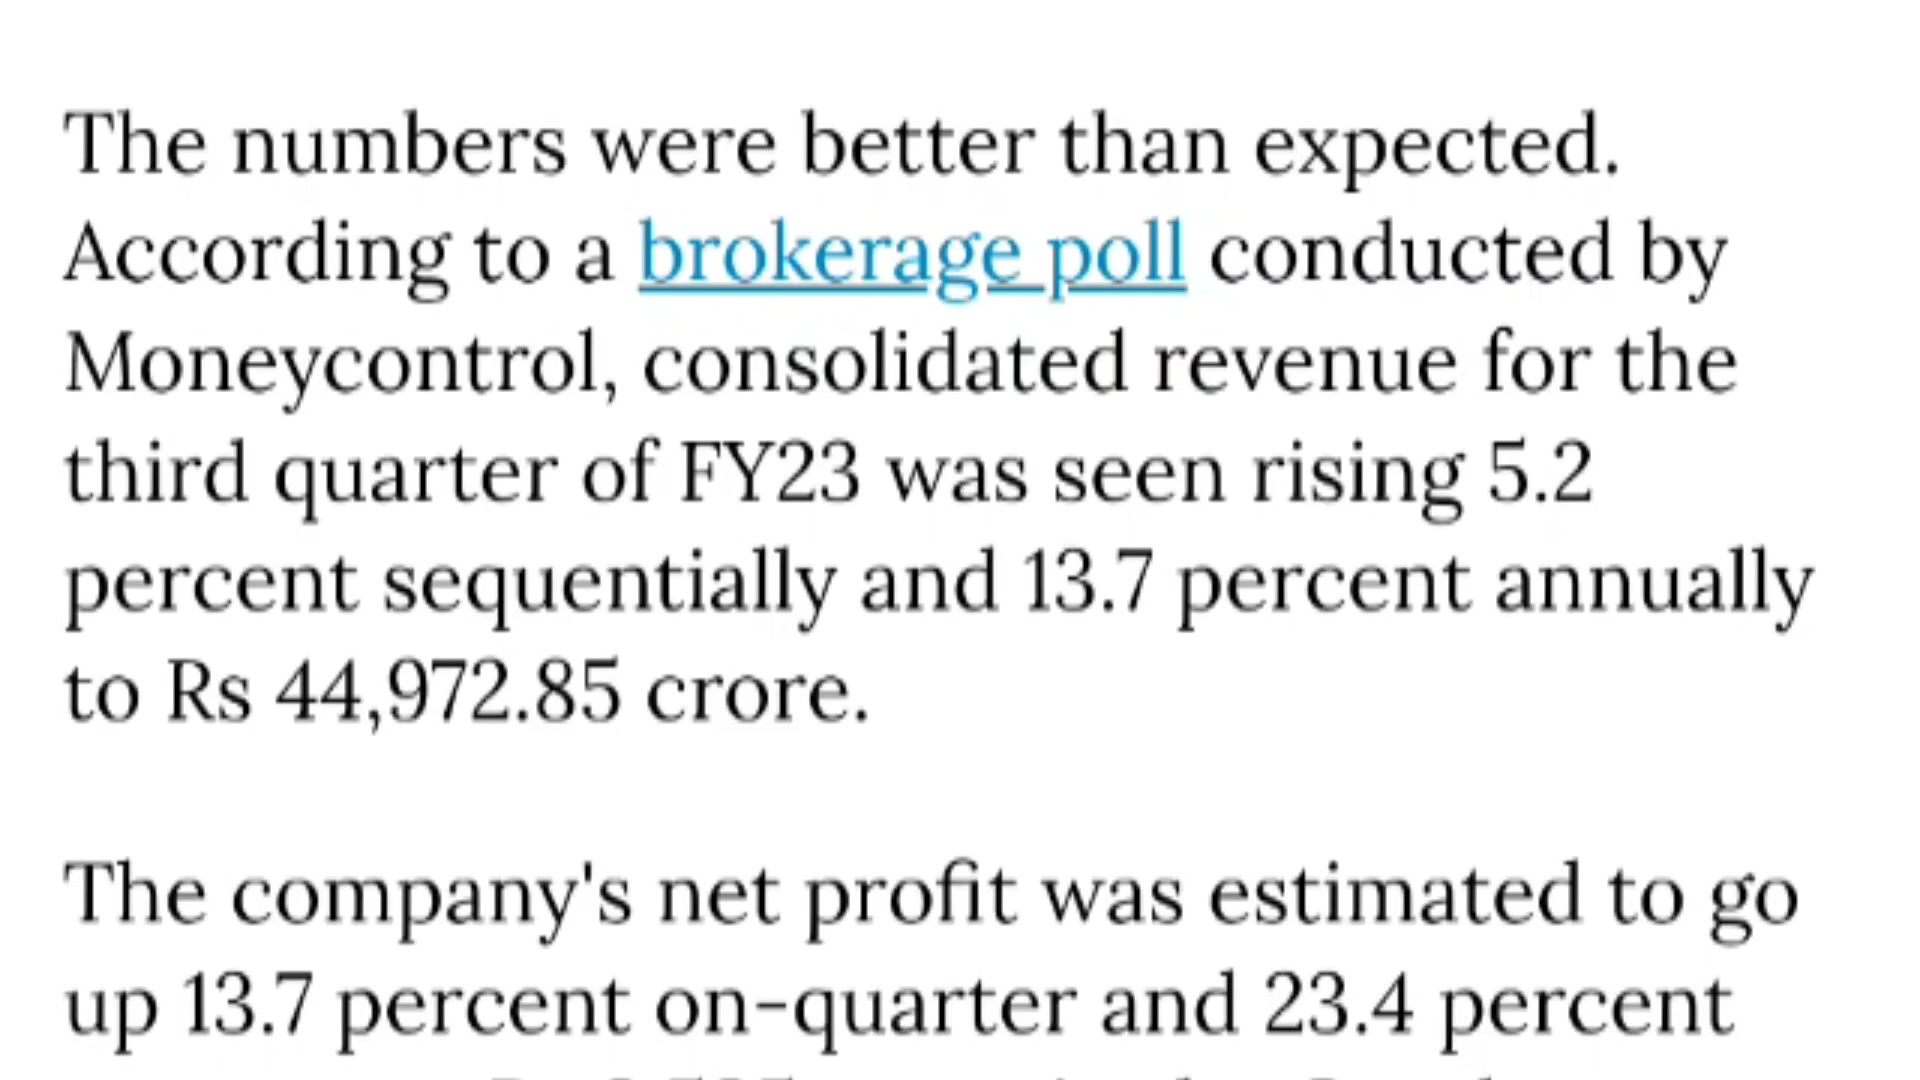 The numbers were better than expected.
According to a brokerage poll conducted by
Moneycontrol, consolidated revenue for the
third quarter of FY23 was seen rising 5.2
percent sequentially and 13.7 percent annually
to Rs 44,972.85 crore.
The company's net profit was estimated to go
up 13.7 percent on-quarter and 23.4 percent